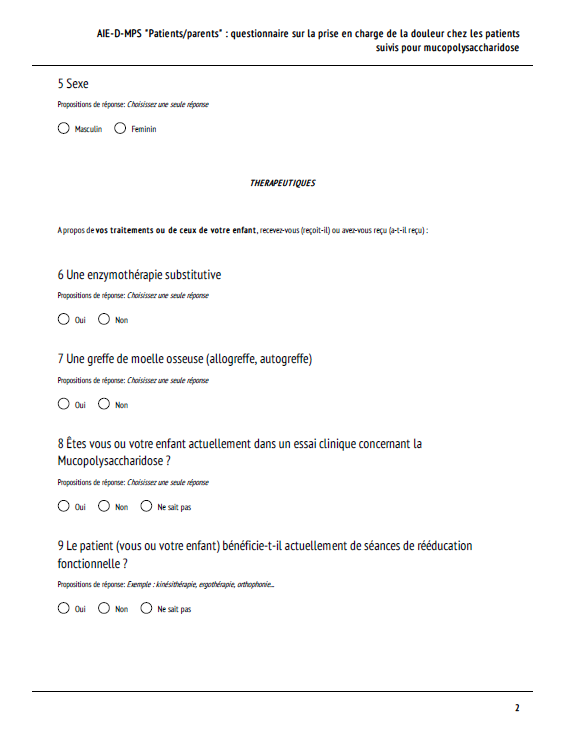 AIE-D-MPS "Patients/parents" : questionnaire sur la prise en charge de la douleur chez les patients
suivis pour mucopolysaccharidose
5 Sexe
Propositions de réponse: Choisissez une seule réponse
Masculin Feminin
THERAPEUTIQUES
A propos de vos traitements ou de ceux de votre enfant, recevez-vous (reçoit-il) ou avez-vous reçu (a-t-il reçu) :
6 Une enzymothérapie substitutive
Propositions de réponse: Choisissez une seule réponse
Oui Non
7 Une greffe de moelle osseuse (allogreffe, autogreffe)
Propositions de réponse: Choisissez une seule réponse
Oui Non
8 Êtes vous ou votre enfant actuellement dans un essai clinique concernant la
Mucopolysaccharidose ?
Propositions de réponse: Choisissez une seule réponse
Oui Non Ne sait pas
9 Le patient (vous ou votre enfant) bénéficie-t-il actuellement de séances de rééducation
fonctionnelle ?
Propositions de réponse: Exemple : kinésithérapie, ergothérapie, orthophonie...
Oui Non Ne sait pas
2